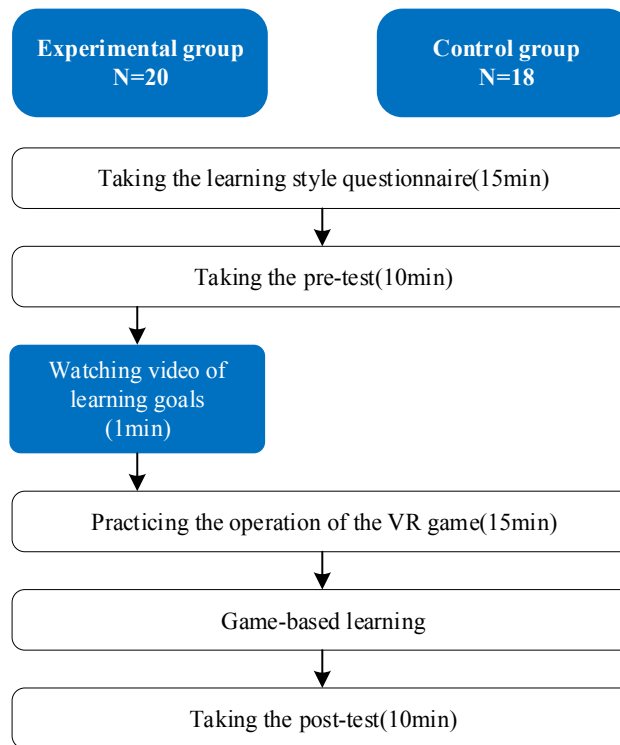 Experimental group
N=20
Control group
N=18
Taking the learning style questionnaire(15min)
Taking the pre-test(10min)
Watching video of
learning goals
(1min)
Practicing the operation of the VR game(15min)
Game-based learning
Taking the post-test(10min)